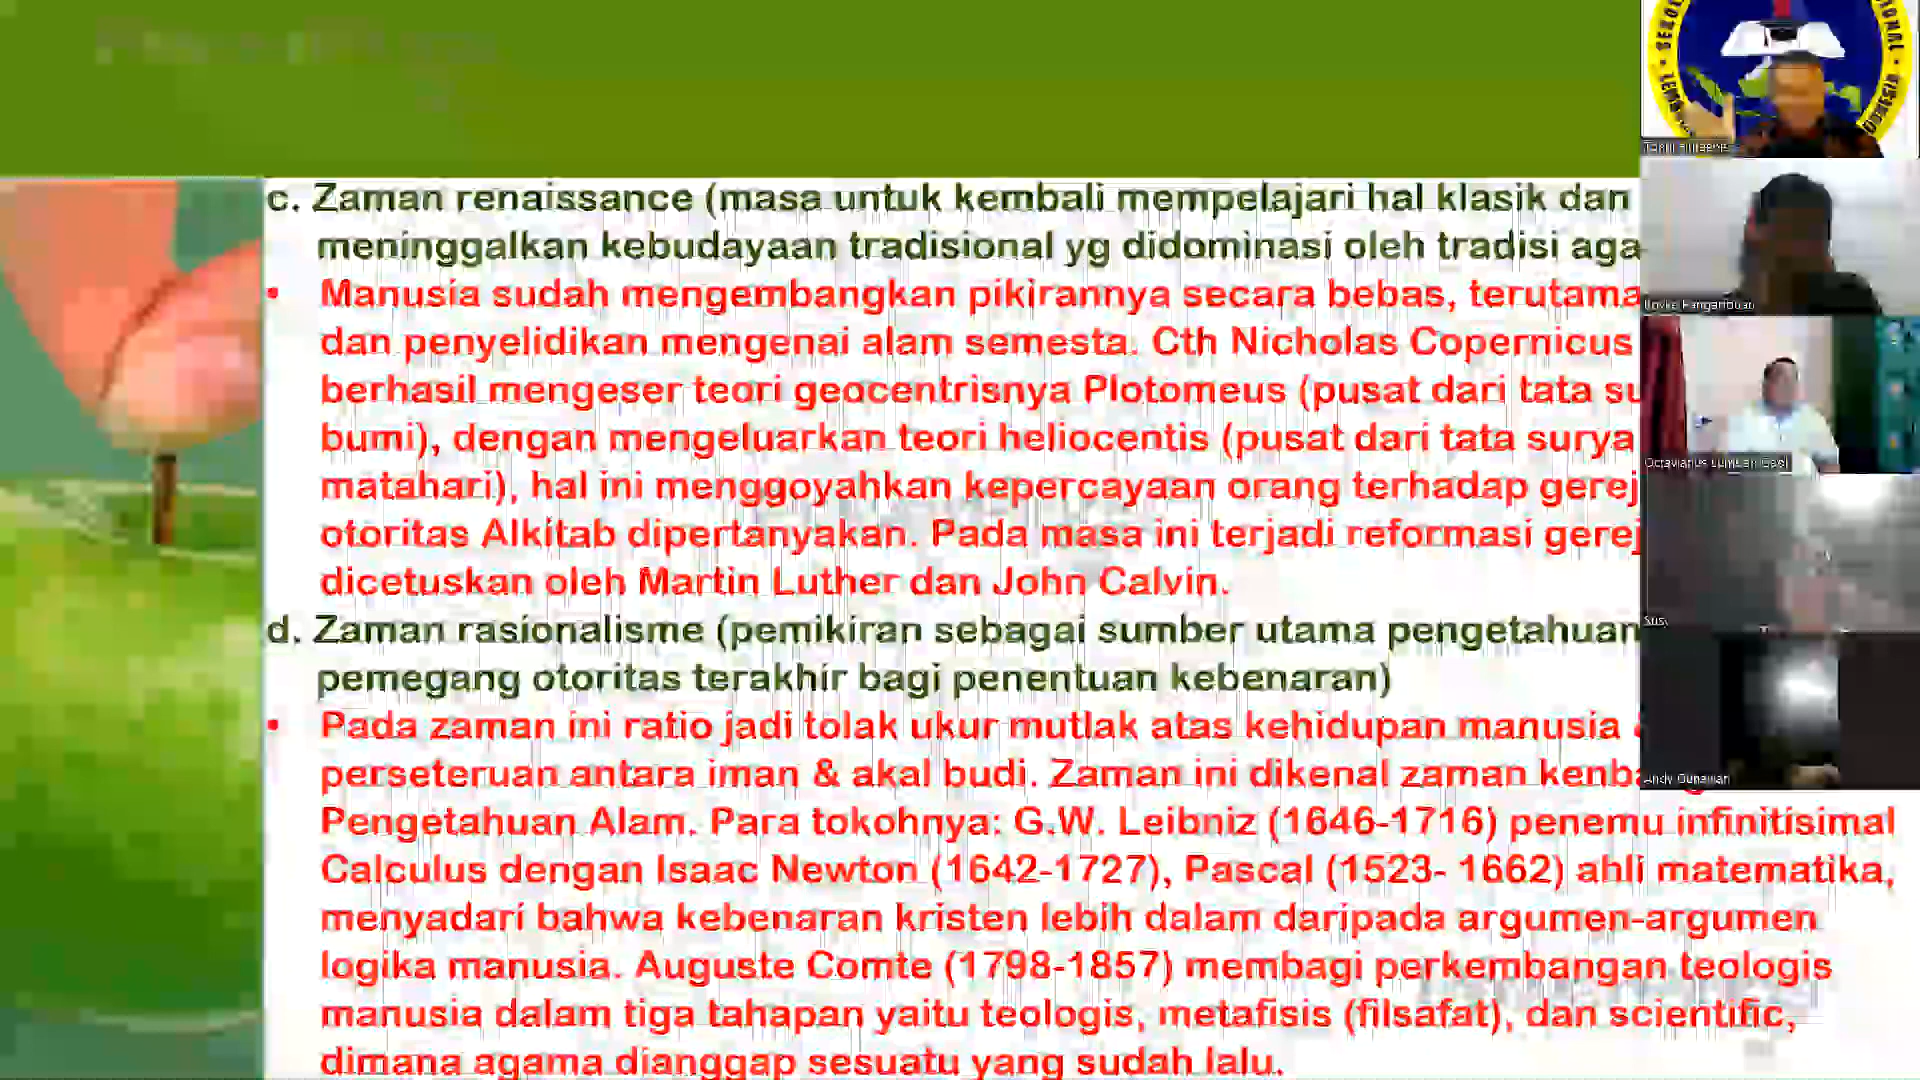 c. Zaman renaissance (masa untuk kembali mempelajari hal klasik dan
meninggalkan kebudayaan tradisional yg didominasi oleh tradisi aga
• Manusia sudah mengembangkan pikirannya secara bebas, terutama
dan penyelidikan mengenai alam semesta. Cth Nicholas Copernicus
berhasil mengeser teori geocentrisnya Plotomeus (pusat dari tata su
bumi), dengan mengeluarkan teori heliocentis (pusat dari tata surya
matahari), hal ini menggoyahkan kepercayaan orang terhadap gerej
otoritas Alkitab dipertanyakan. Pada masa ini terjadi reformasi gerej
dicetuskan oleh Martin Luther dan John Calvin.
d. Zaman rasionalisme (pemikiran sebagai sumber utama pengetahuan
pemegang otoritas terakhir bagi penentuan kebenaran)
• Pada zaman ini ratio jadi tolak ukur mutlak atas kehidupan manusia
perseteruan antara iman & akal budi. Zaman ini dikenal zaman kenba
Pengetahuan Alam. Para tokohnya: G.W. Leibniz (1646-1716) penemu infinitisimal
Calculus dengan Isaac Newton (1642-1727), Pascal (1523- 1662) ahli matematika,
menyadari bahwa kebenaran kristen lebih dalam daripada argumen-argumen
logika manusia. Auguste Comte (1798-1857) membagi perkembangan teologis
manusia dalam tiga tahapan yaitu teologis, metafisis (filsafat), dan scientific,
dimana agama dianggap sesuatu yang sudah lalu.
Pangaribuan
Octavianus Lumban Gaol
Susy
Andy Gunawan